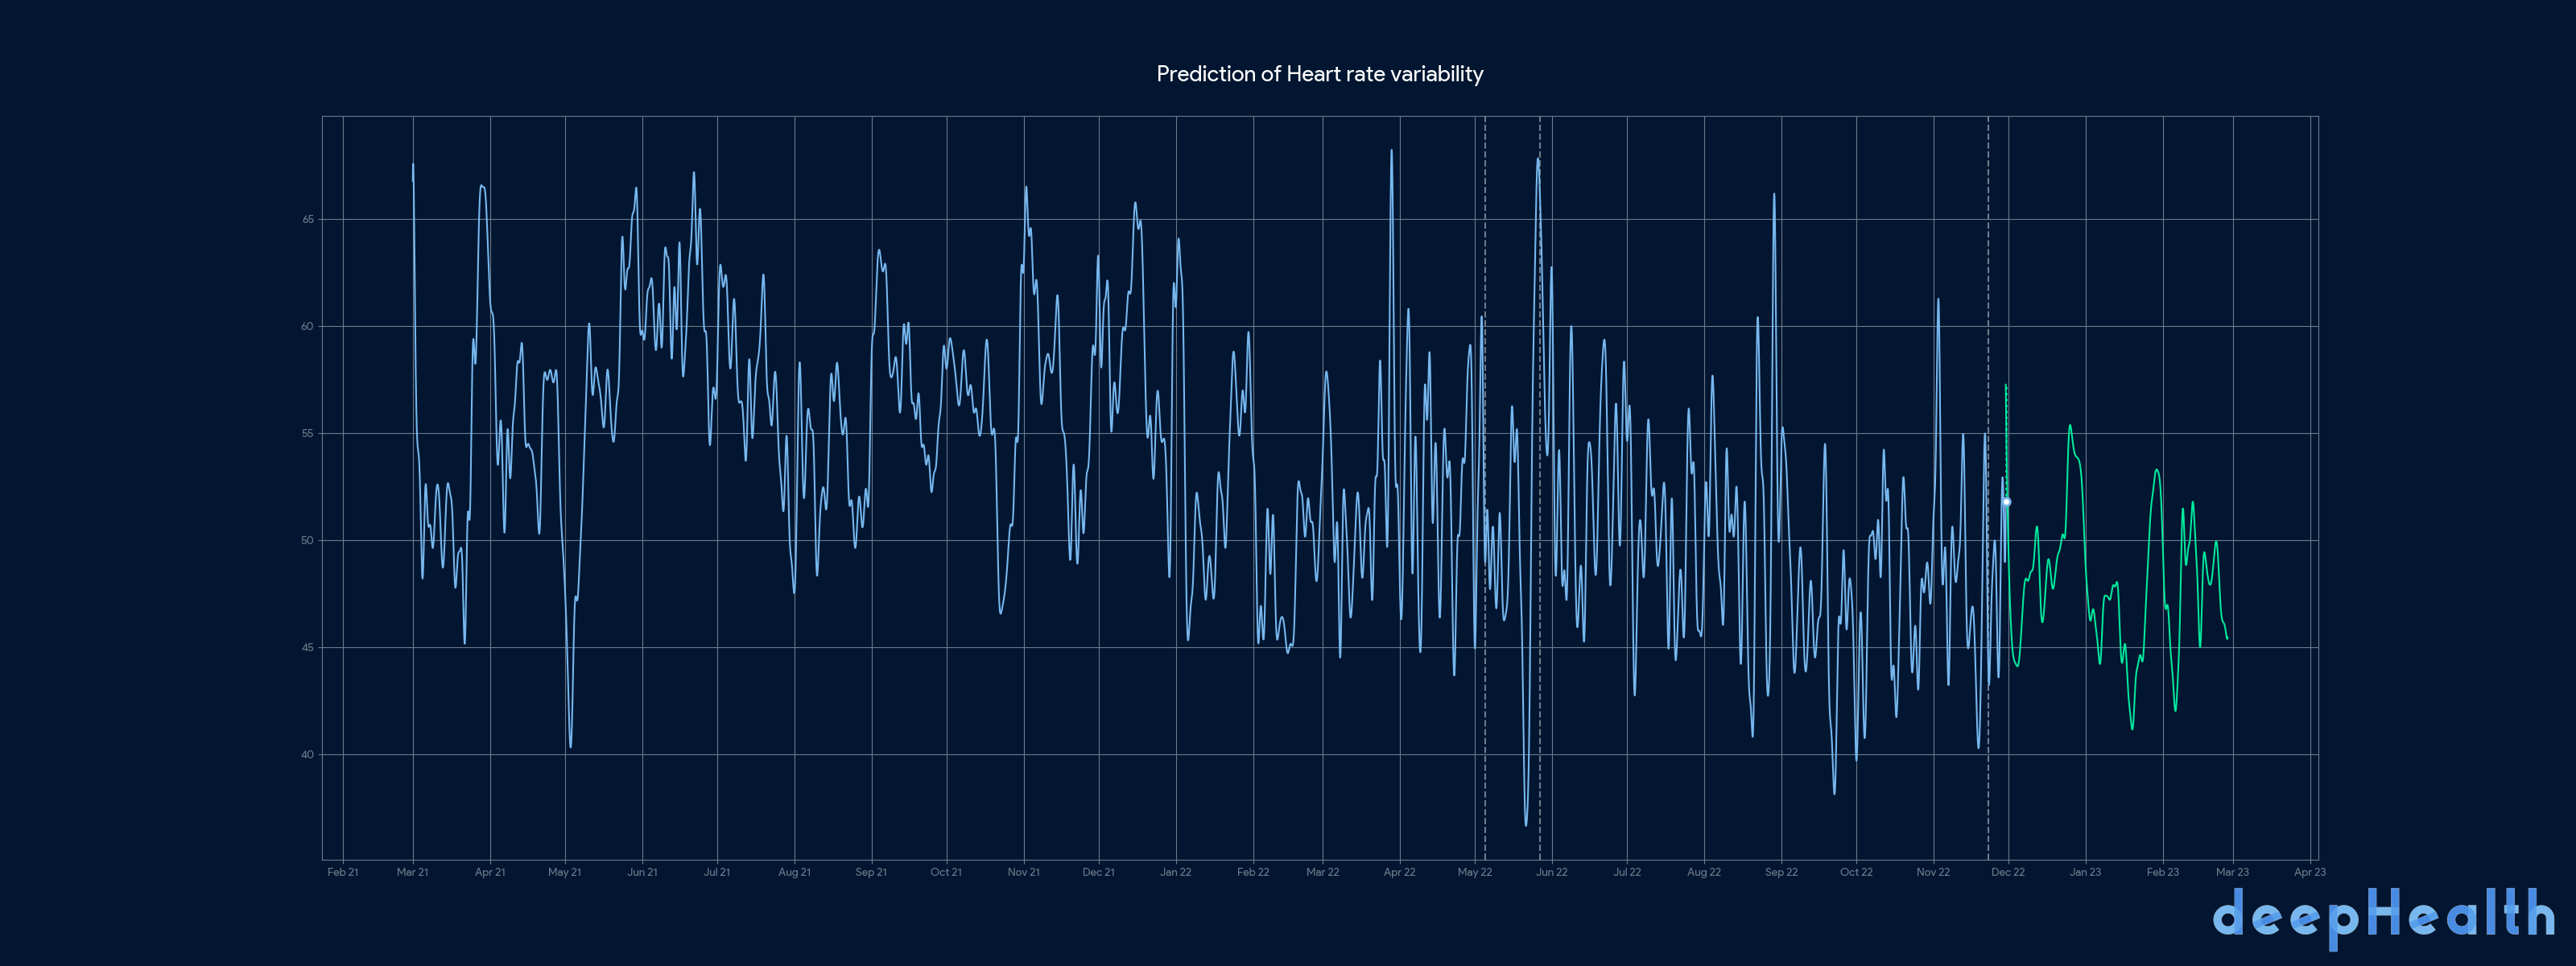 Prediction of Heart rate variability
65
60
55
50
45
40
Feb 21 Mar 21 Apr 21 May 21 Jun 21 Jul 21 Aug 21 Sep 21 Oct 21 Nov 21 Dec 21 Jan 22 Feb 22 Mar 22 Apr 22 May 22 Jun 22 Jul 22 Aug 22 Sep 22 Oct 22 Nov 22 Dec 22 Jan 23 Feb 23 Mar 23 Apr 23
deepHealth